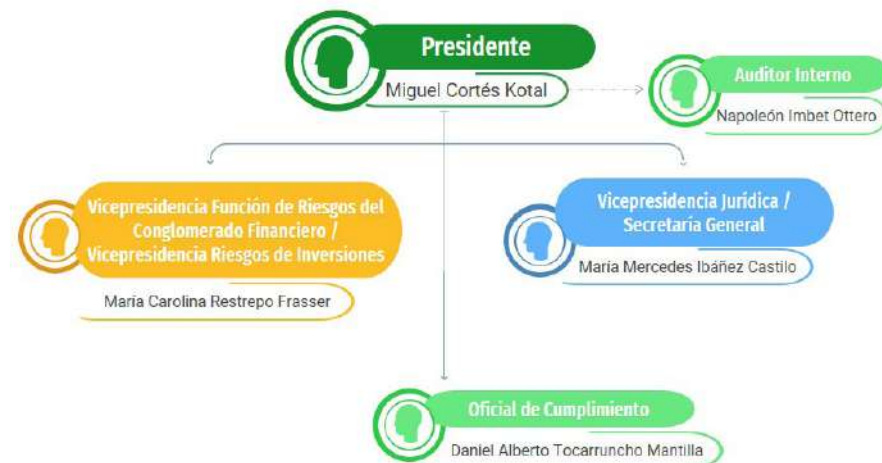 Presidente
Miguel Cortés Kotal
Auditor Interno
Napoleón Imbet Ottero
Vicepresidencia Función de Riesgos del
Conglomerado Financiero /
Vicepresidencia Riesgos de Inversiones
María Carolina Restrepo Frasser
Vicepresidencia Jurídica /
Secretaría General
María Mercedes Ibáñez Castilo
Oficial de Cumplimiento
Daniel Alberto Tocarruncho Mantilla